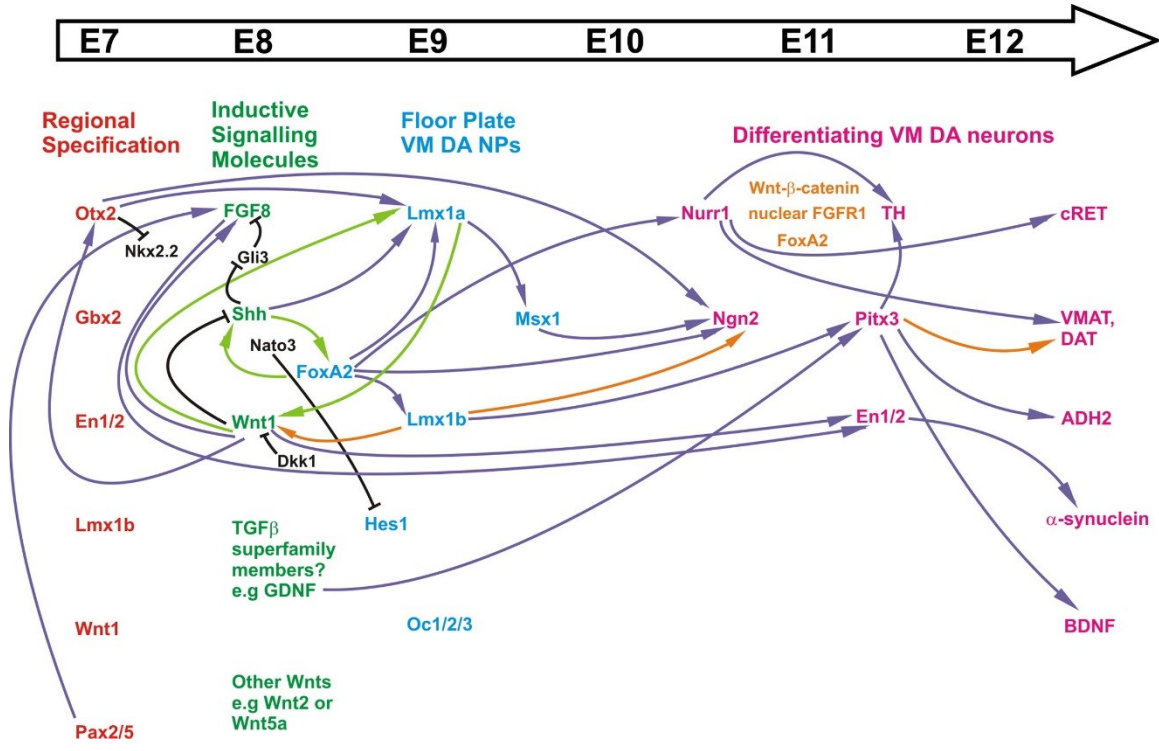 E7 E8 E9 E10 E11 E12
Regional
Specification
Inductive
Signalling
Molecules
Floor Plate
VM DA NPs
Differentiating VM DA neurons
Otx2
Nkx2.2
Gbx2
En1/2
Lmx1b
Wnt1
Pax2/5
FGF8
Gli3
Shh
Nato3
FoxA2
Wnt1
Dkk1
TGFβ
superfamily
members?
e.g GDNF
Other Wnts
e.g Wnt2 or
Wnt5a
Lmx1a
Msx1
Lmx1b
Hes1
Oc1/2/3
Nurr1
Wnt-β-catenin
nuclear FGFR1
FoxA2
TH
Ngn2
Pitx3
En1/2
cRET
VMAT,
DAT
ADH2
α-synuclein
BDNF